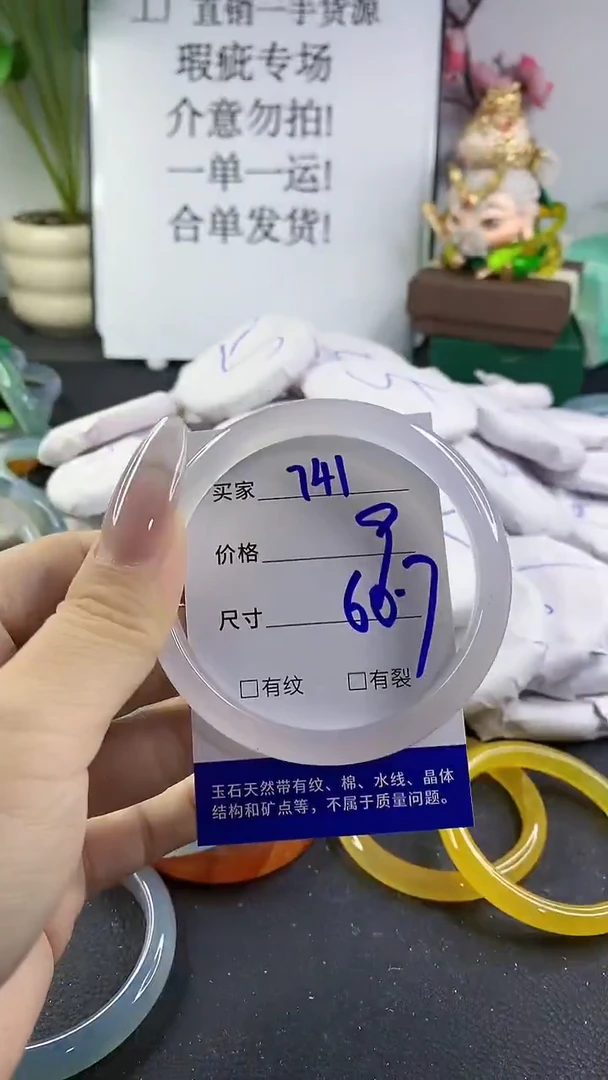 厂直销一手货源
瑕疵专场
介意勿拍!
一单一运!
合单发货!
买家 741
价格
尺寸 60.7
□有纹 □有裂
玉石天然带有纹、棉、水线、晶体
结构和矿点等，不属于质量问题。